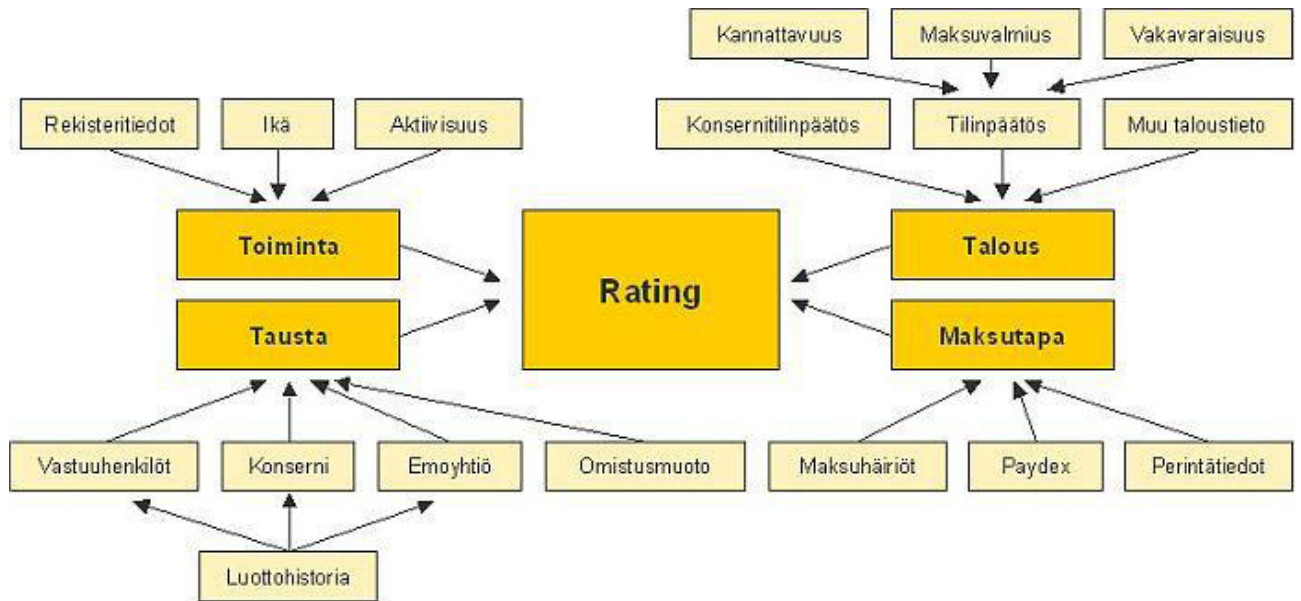 Kannattavuus
Maksuvalmius
Vakavaraisuus
Rekisteritiedot
Ikä
Aktiivisuus
Konsernitilinpäätös
Tilinpäätös
Muu taloustieto
Toiminta
Rating
Talous
Tausta
Maksutapa
Vastuuhenkilöt
Konserni
Emoyhtiö
Omistusmuoto
Maksuhäiriöt
Paydex
Perintätiedot
Luottohistoria